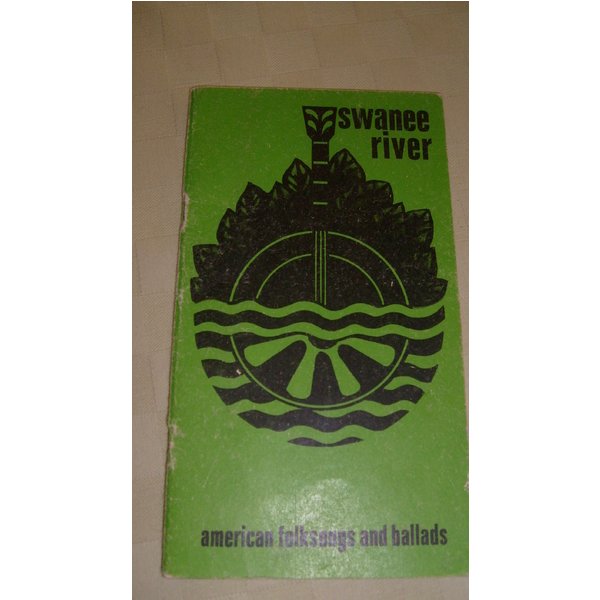 swanee
river
american folksongs and ballads